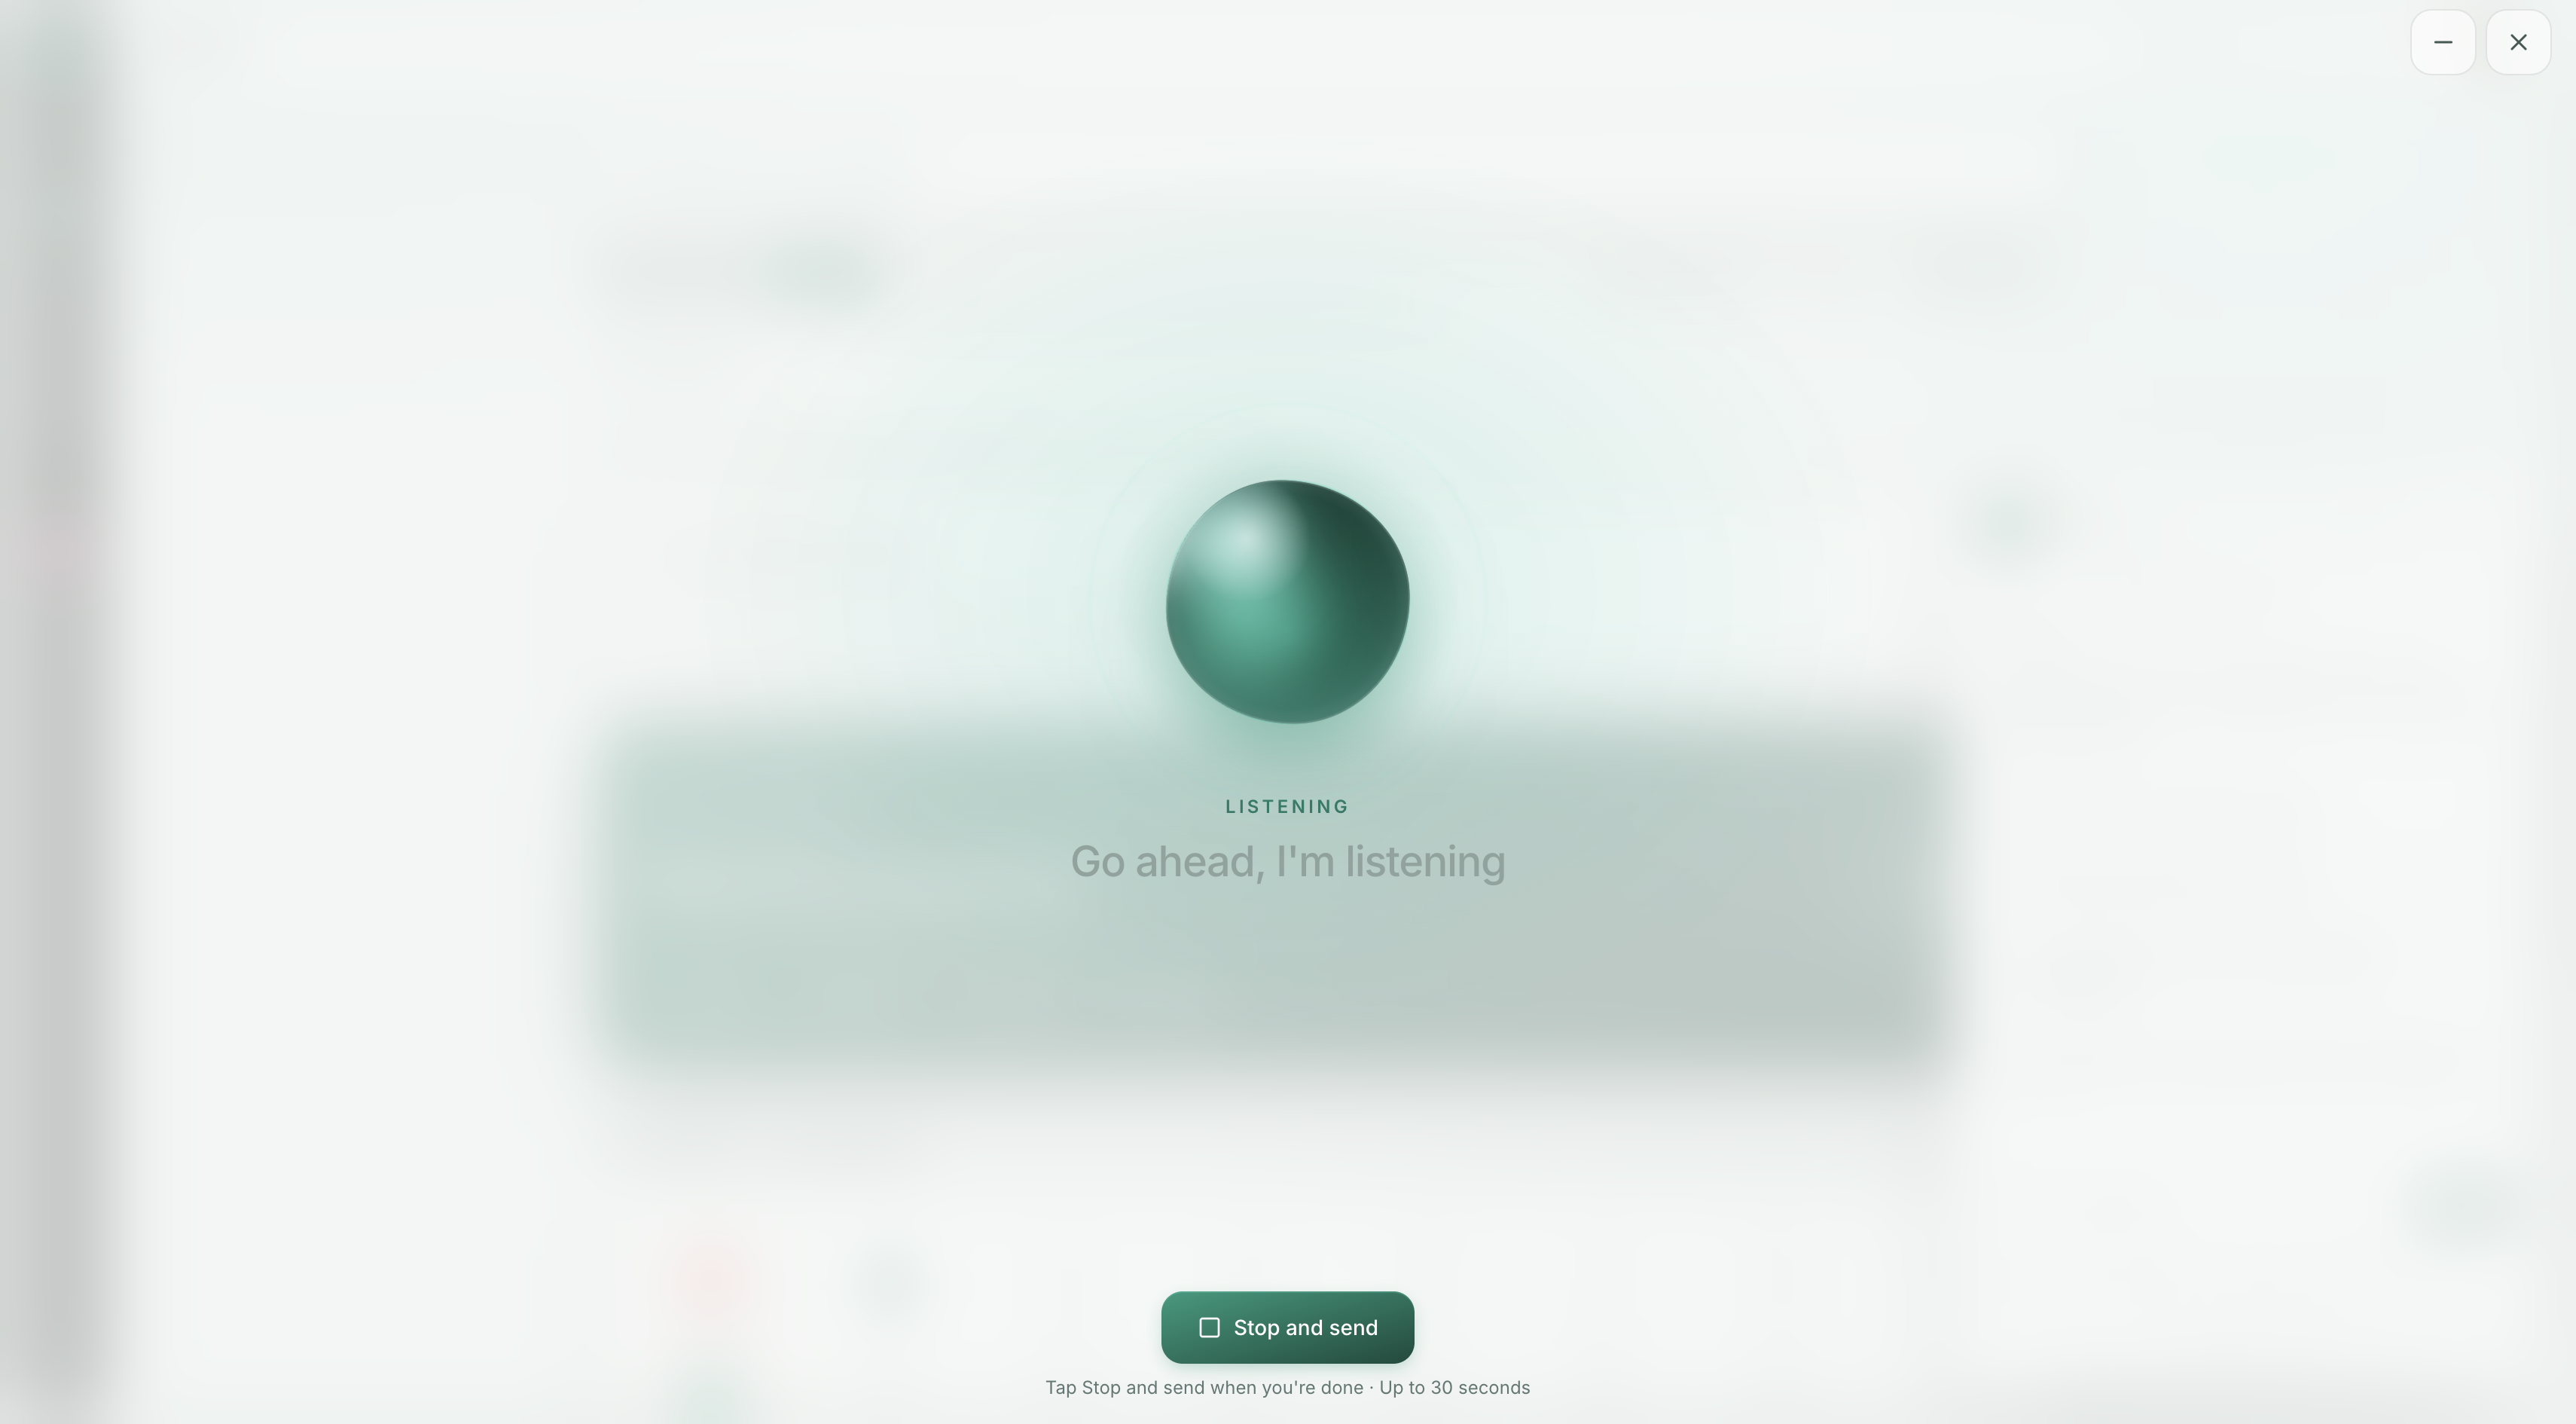 LISTENING
Go ahead, I'm listening
Stop and send
Tap Stop and send when you're done · Up to 30 seconds